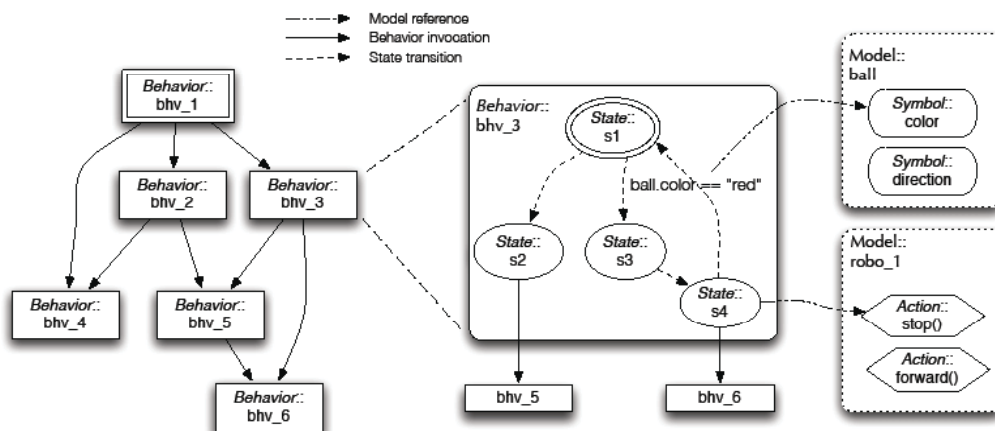 Model reference
Behavior invocation
State transition
Behavior::
bhv_1
Behavior::
bhv_2
Behavior::
bhv_3
Behavior::
bhv_4
Behavior::
bhv_5
Behavior::
bhv_6
Behavior::
bhv_3
State::
s1
ball.color == "red"
State::
s2
State::
s3
State::
s4
bhv_5
bhv_6
Model::
ball
Symbol::
color
Symbol::
direction
Model::
robo_1
Action::
stop()
Action::
forward()